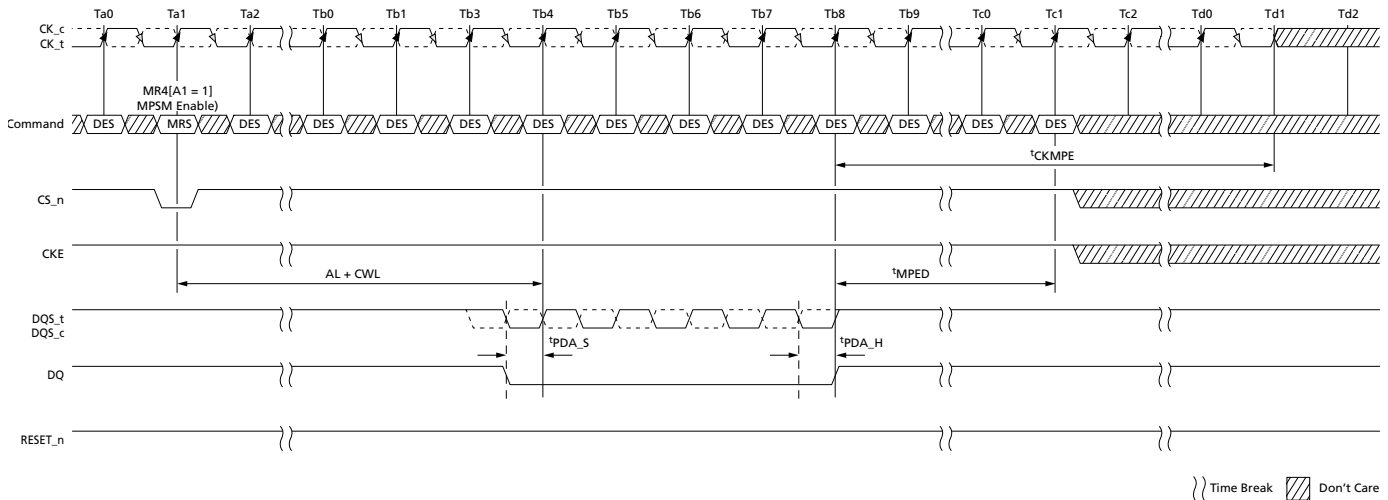 Ta0 Ta1 Ta2 Tb0 Tb1 Tb2 Tb3 Tb4 Tb5 Tb6 Tb7 Tb8 Tb9 Tc0 Tc1 Tc2 Td0 Td1 Td2
CK_c
CK_t
MR4[A1 = 1]
MPSM Enable)
Command DES MRS DES DES DES DES DES DES DES DES DES DES DES DES
tCKMPE
CS_n
CKE
AL + CWL tMPED
DQS_t
DQS_c
tPDA_S tPDA_H
DQ
RESET_n
Time Break Don't Care